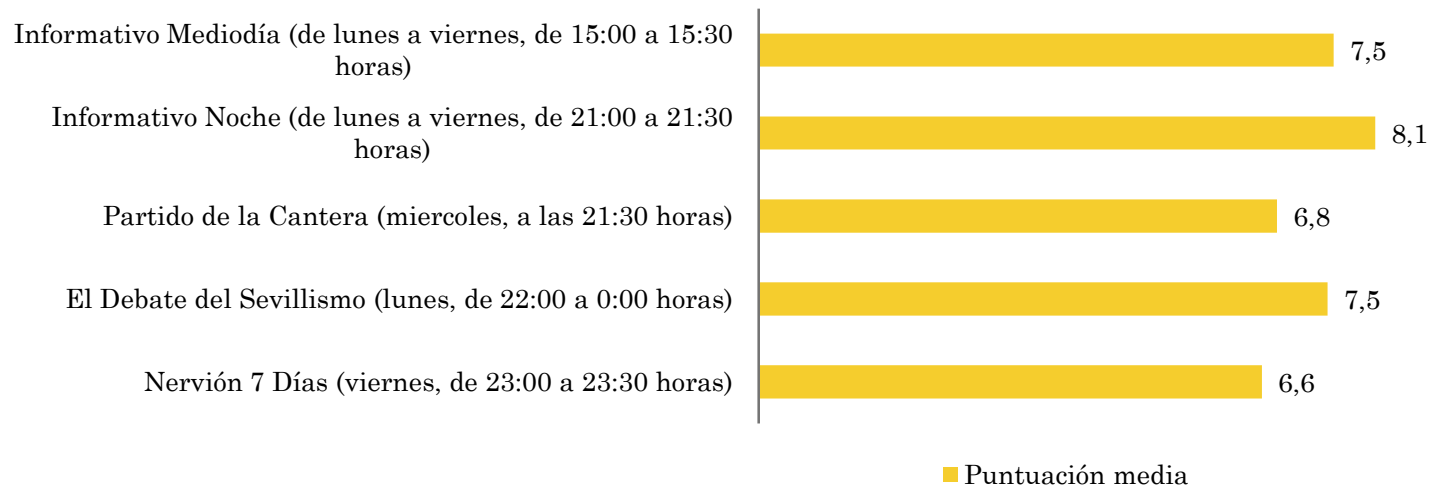 Informativo Mediodía (de lunes a viernes, de 15:00 a 15:30
horas)
7,5
Informativo Noche (de lunes a viernes, de 21:00 a 21:30
horas)
8,1
Partido de la Cantera (miercoles, a las 21:30 horas)
6,8
El Debate del Sevillismo (lunes, de 22:00 a 0:00 horas)
7,5
Nervión 7 Días (viernes, de 23:00 a 23:30 horas)
6,6
Puntuación media